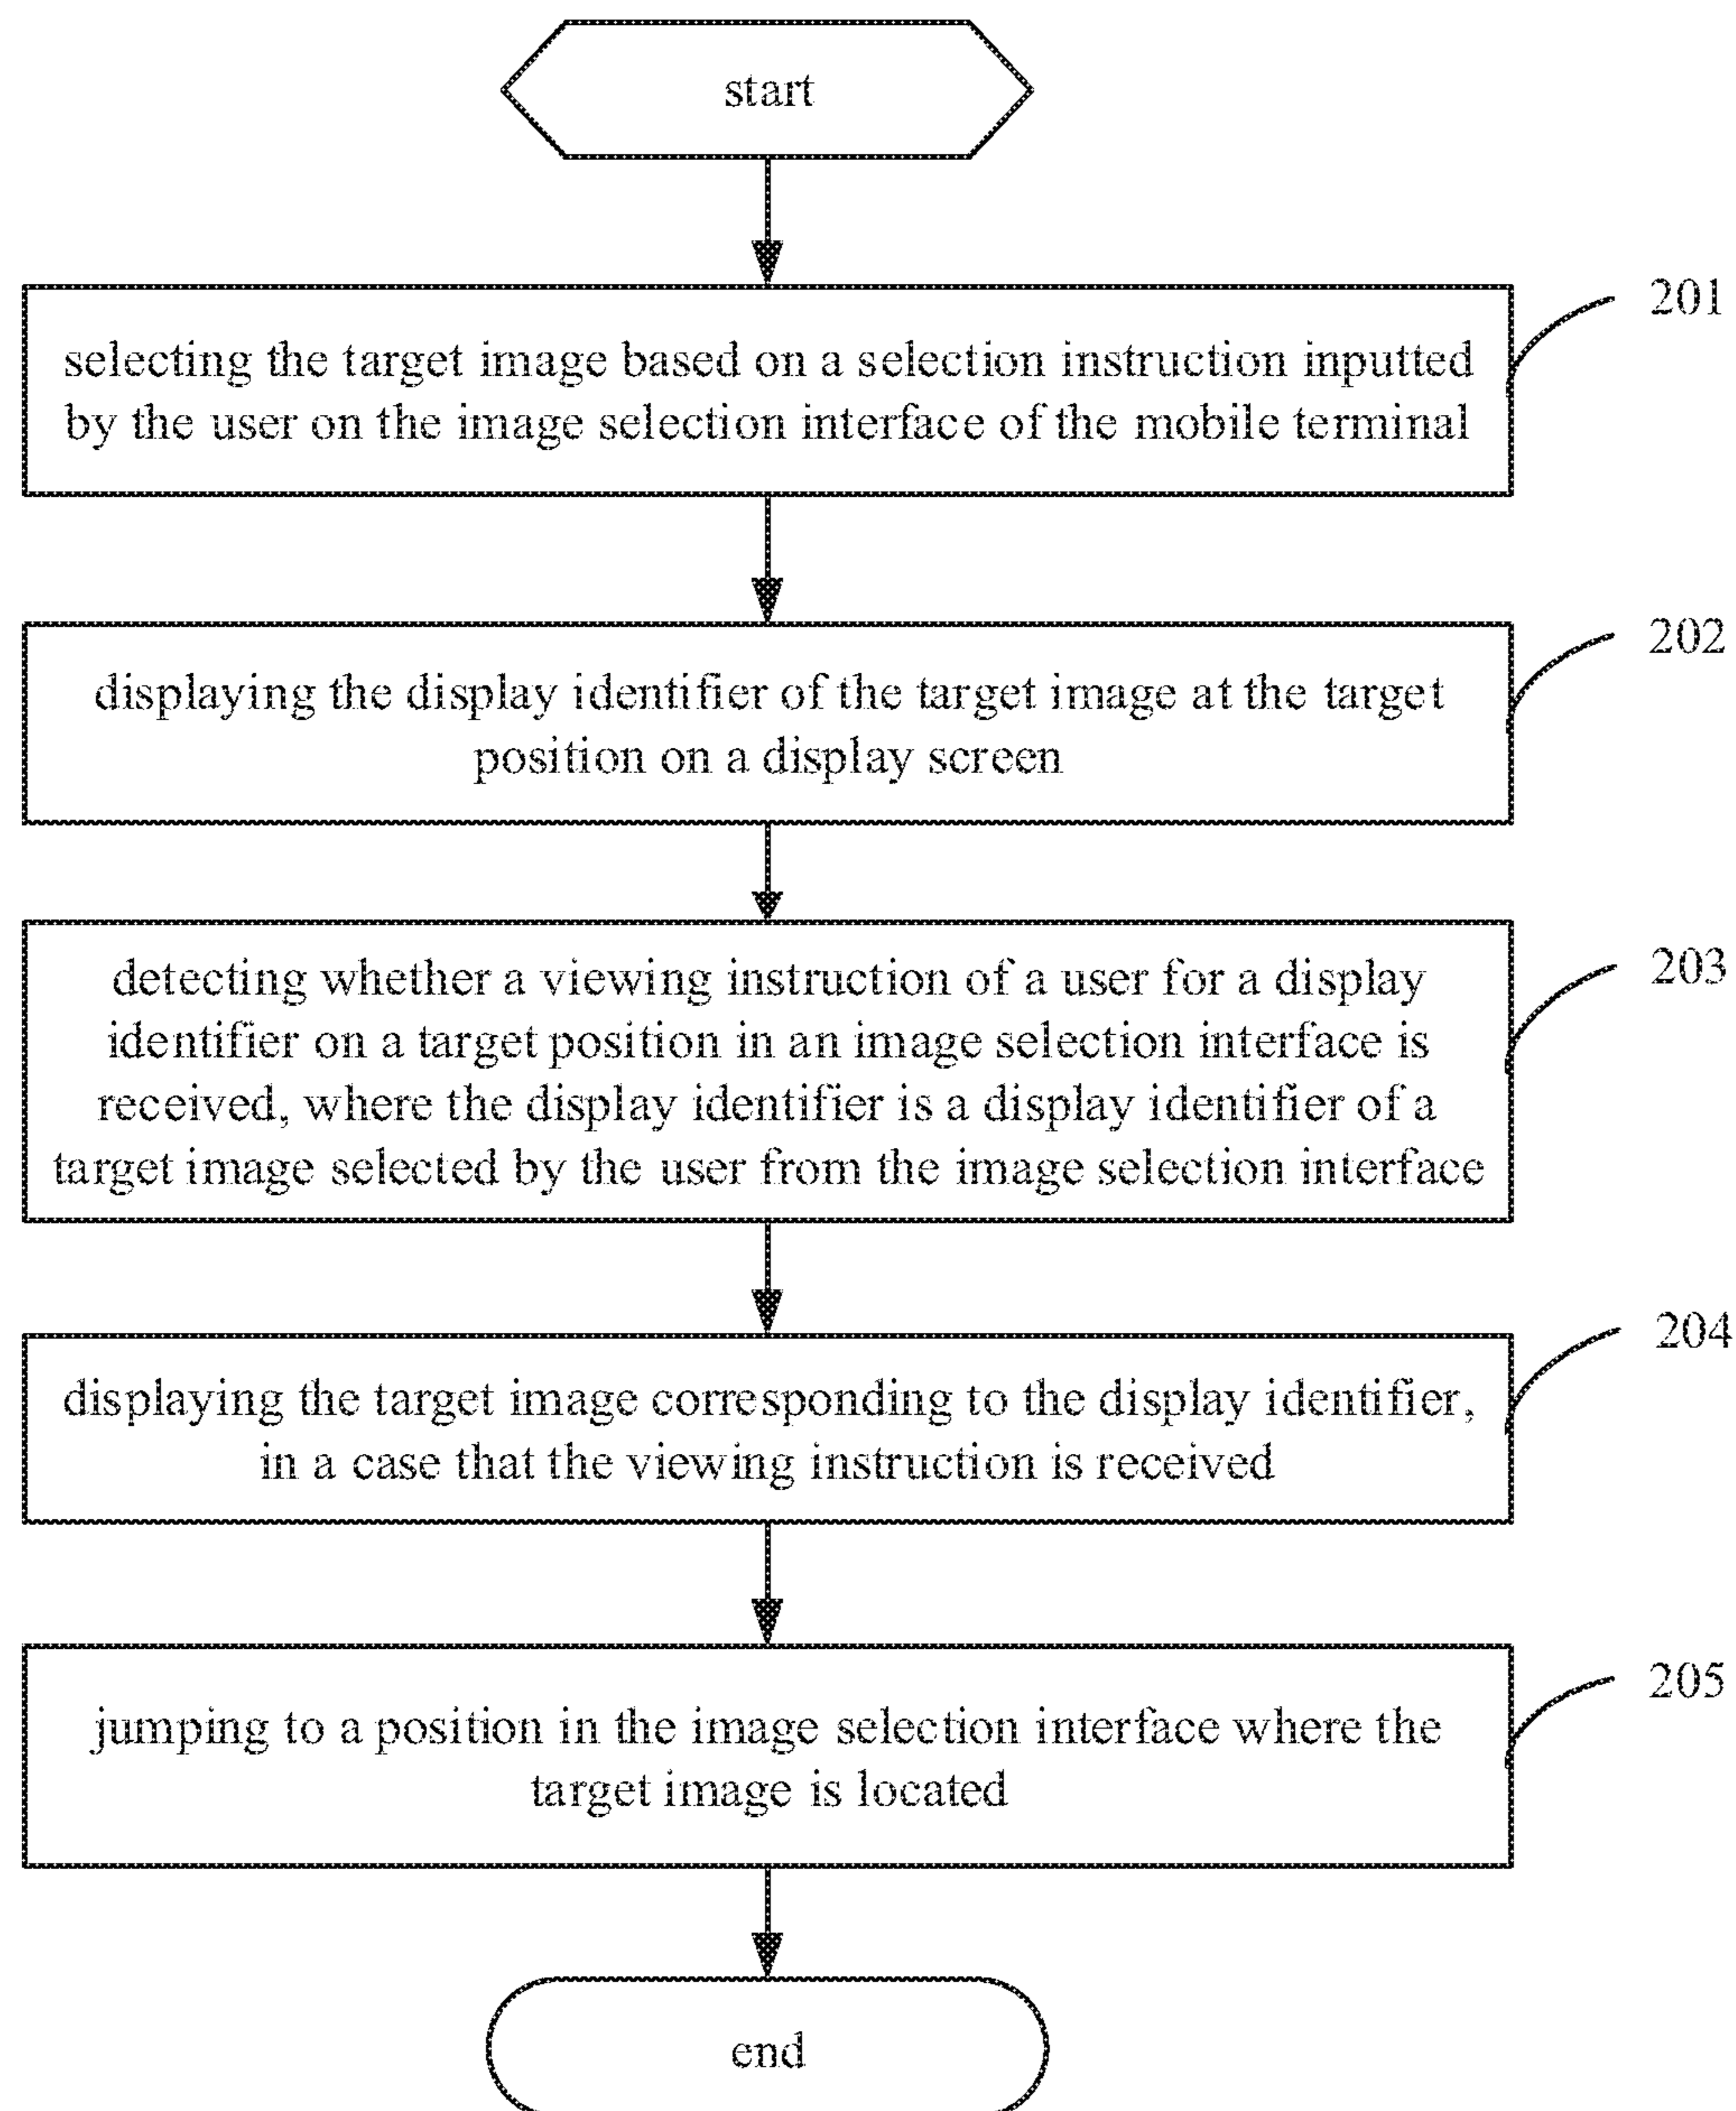 start
201
selecting the target image based on a selection instruction inputted
by the user on the image selection interface of the mobile terminal
202
displaying the display identifier of the target image at the target
position on a display screen
203
detecting whether a viewing instruction of a user for a display
identifier on a target position in an image selection interface is
received, where the display identifier is a display identifier of a
target image selected by the user from the image selection interface
204
displaying the target image corresponding to the display identifier,
in a case that the viewing instruction is received
205
jumping to a position in the image selection interface where the
target image is located
end